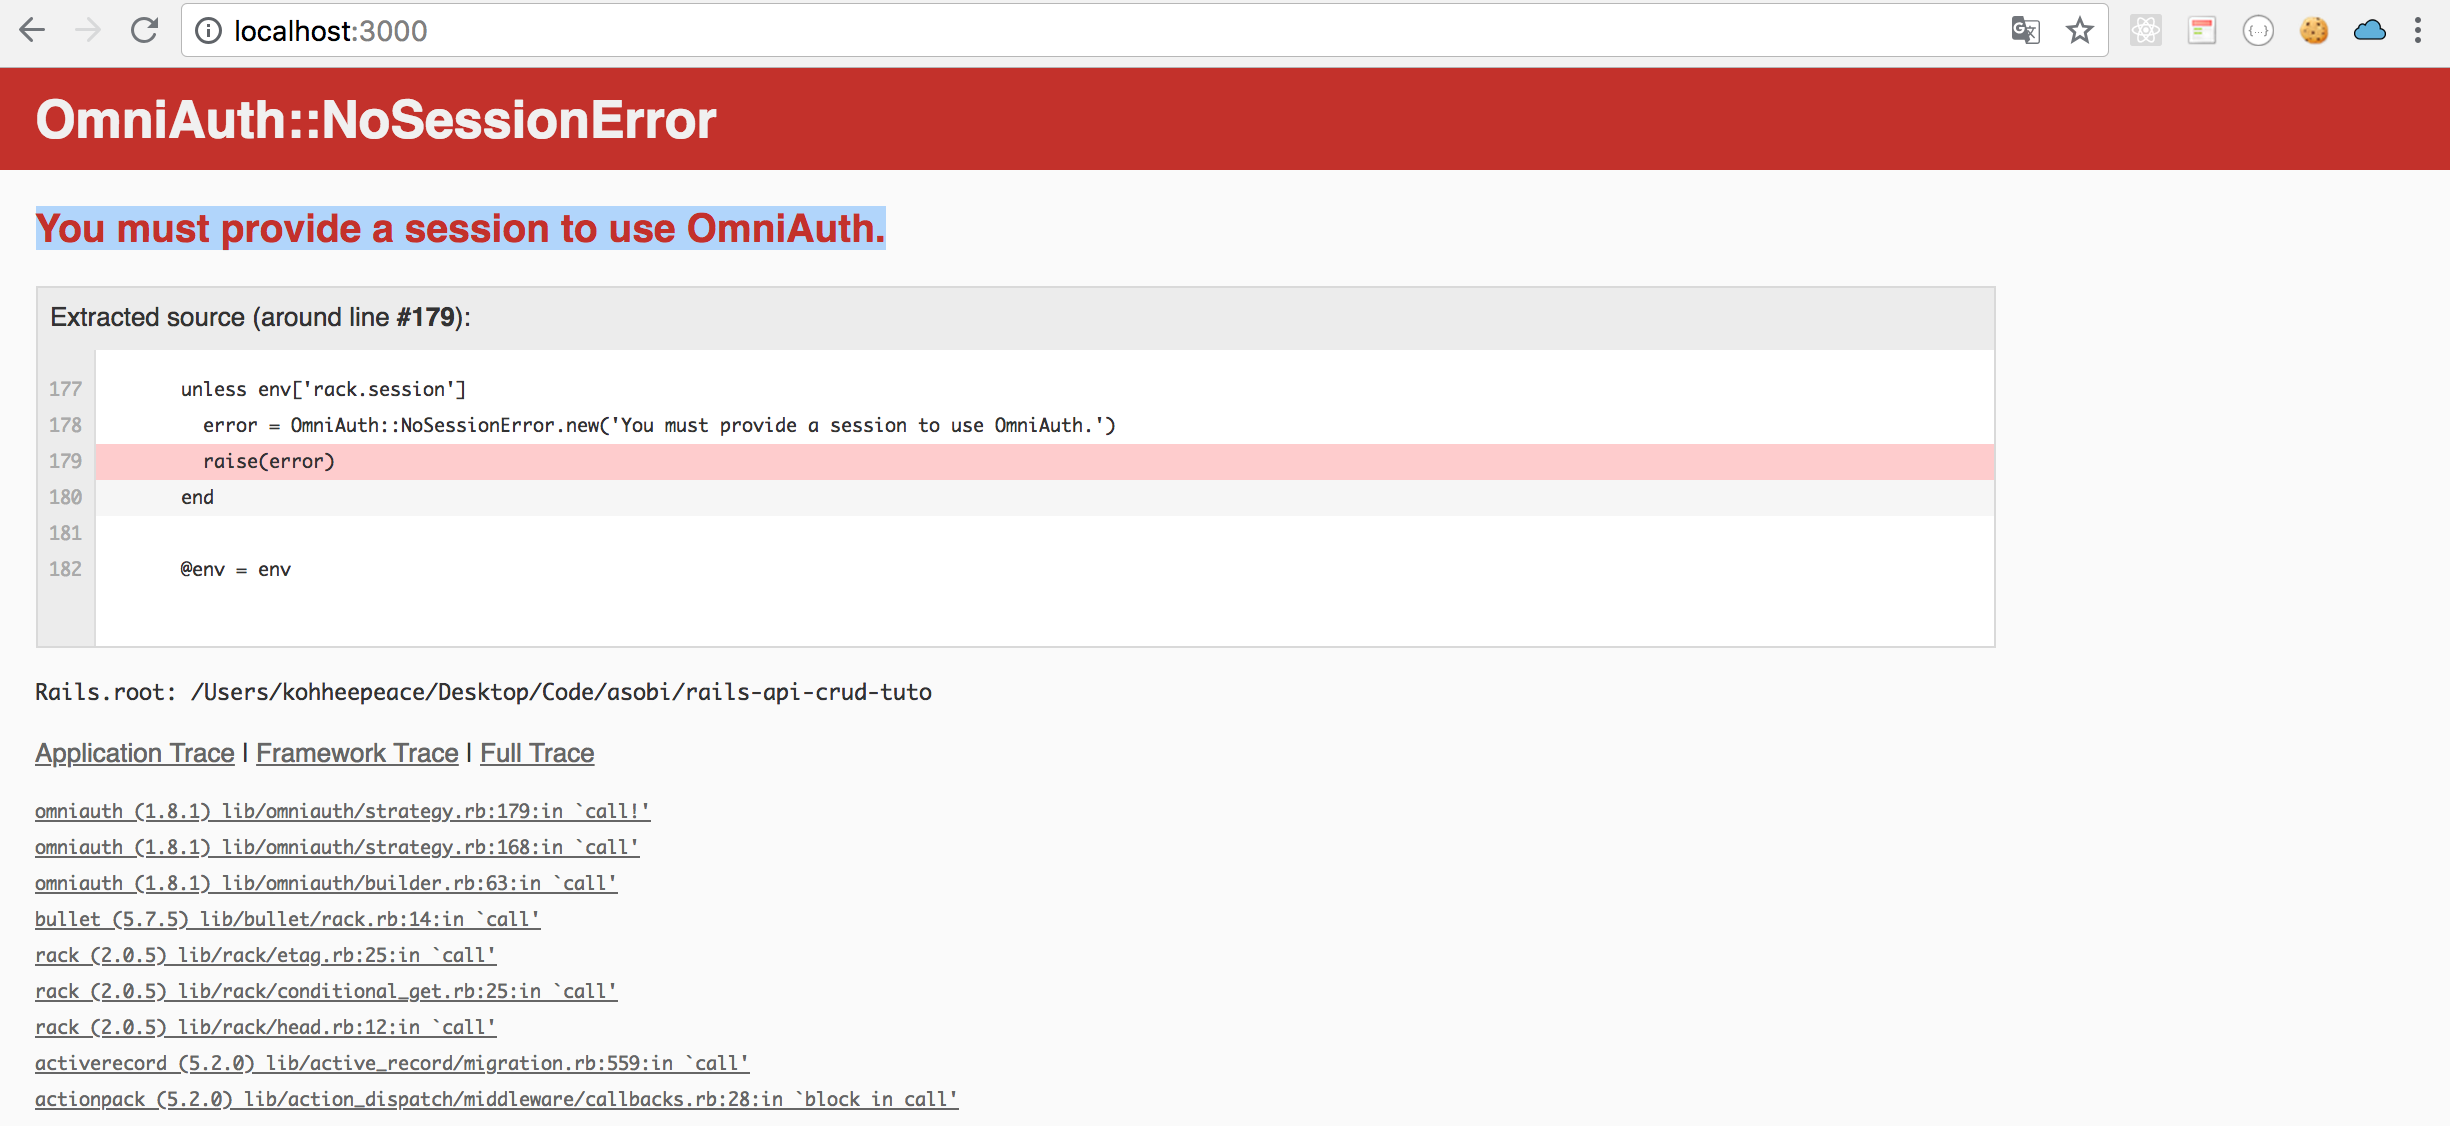 localhost:3000
OmniAuth::NoSessionError
You must provide a session to use OmniAuth.
Extracted source (around line #179):
177 unless env['rack.session']
178 error = OmniAuth::NoSessionError.new('You must provide a session to use OmniAuth.')
179 raise(error)
180 end
181
182 @env = env
Rails.root: /Users/kohheepeace/Desktop/Code/asobi/rails-api-crud-tuto
Application Trace | Framework Trace | Full Trace
omniauth (1.8.1) lib/omniauth/strategy.rb:179:in `call!'
omniauth (1.8.1) lib/omniauth/strategy.rb:168:in `call'
omniauth (1.8.1) lib/omniauth/builder.rb:63:in `call'
bullet (5.7.5) lib/bullet/rack.rb:14:in `call'
rack (2.0.5) lib/rack/etag.rb:25:in `call'
rack (2.0.5) lib/rack/conditional_get.rb:25:in `call'
rack (2.0.5) lib/rack/head.rb:12:in `call'
activerecord (5.2.0) lib/active_record/migration.rb:559:in `call'
actionpack (5.2.0) lib/action_dispatch/middleware/callbacks.rb:28:in `block in call'